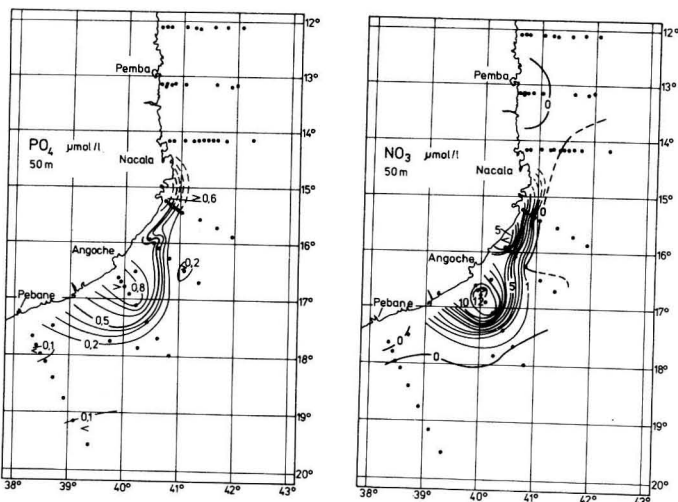 12°
Pemba
13°
PO₄ µmol/l
14°
50 m
Nacala
15°
≥0,6
16°
Angoche
0,2
> 0,8
17°
Pebane
0,5
0,2
<0,1
18°
0,1
<
19°
20°
38° 39° 40° 41° 42° 43°
12°
Pemba
0
13°
NO₃ µmol/l
14°
50 m
Nacala
15°
0
5
<
16°
Angoche
5 1
10 12
17°
Pebane
0 4
0
18°
19°
20°
38° 39° 40° 41° 42° 43°